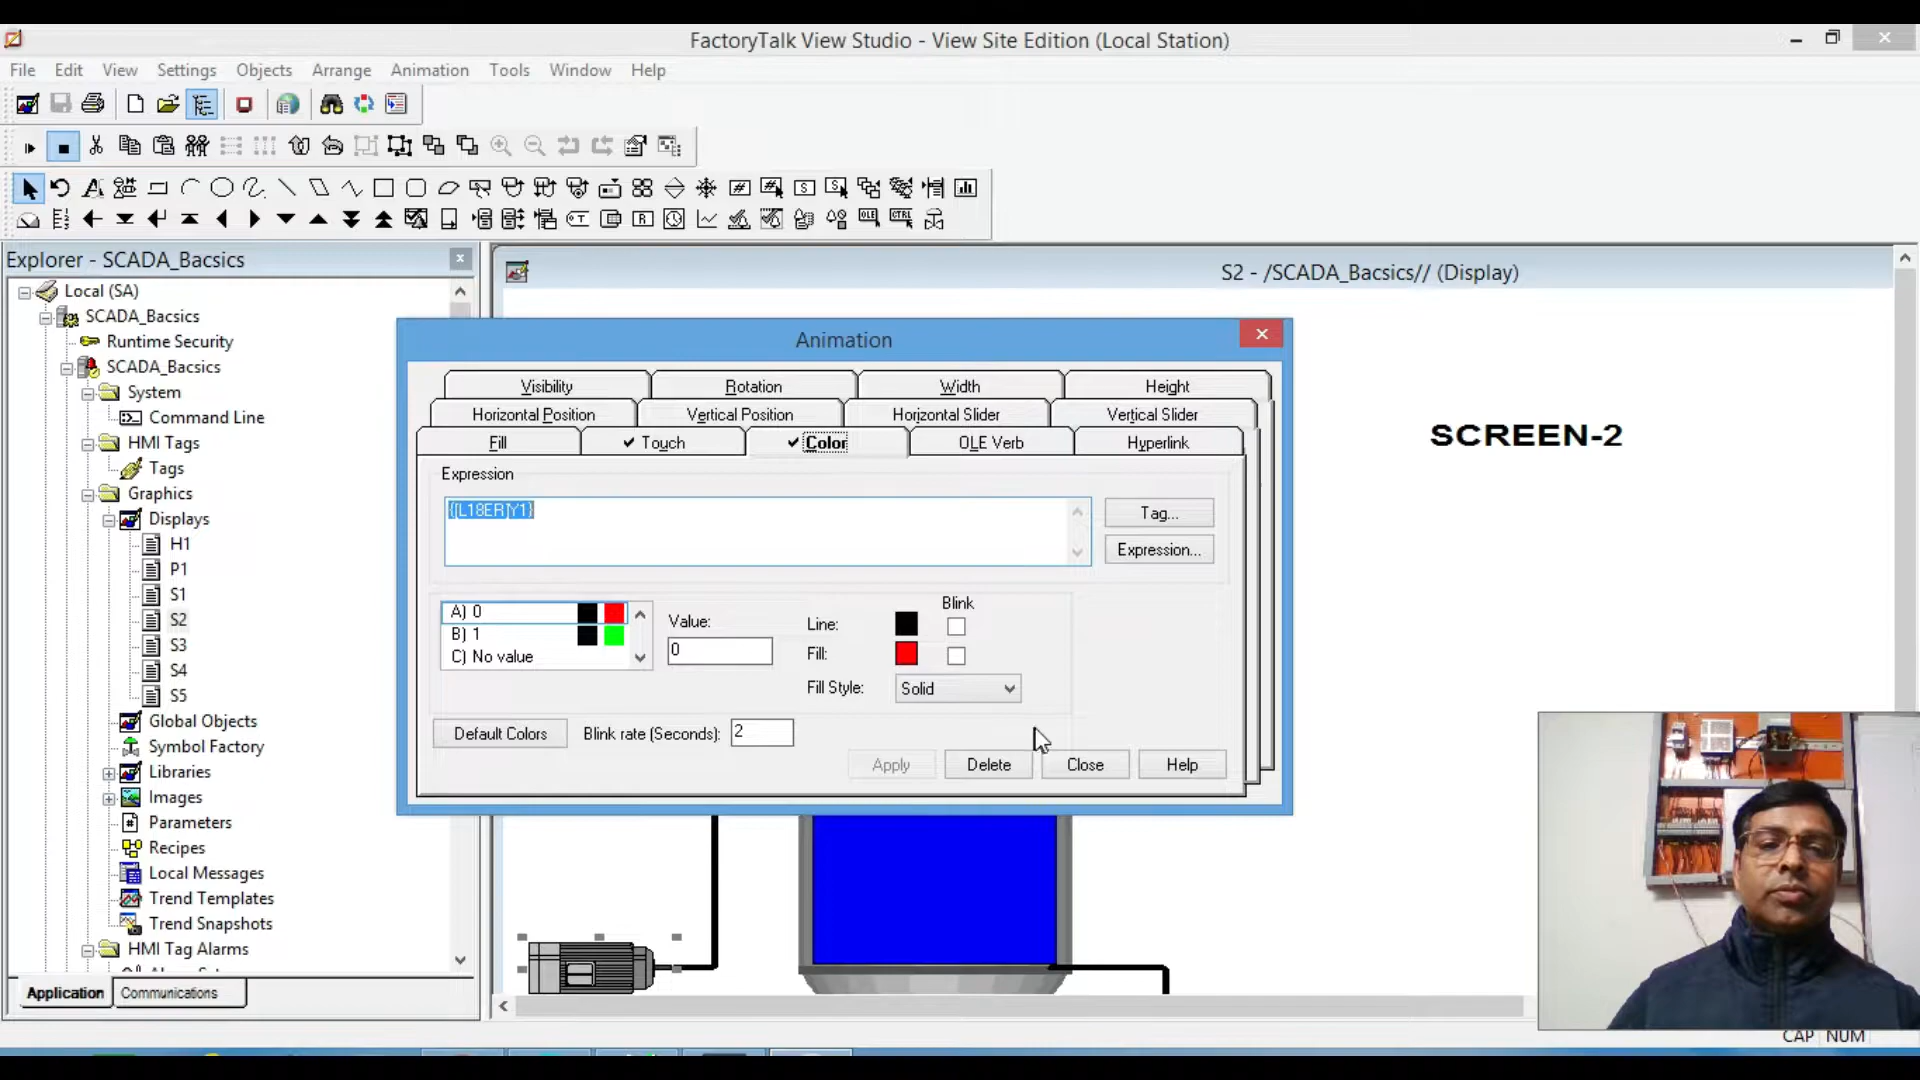 FactoryTalk View Studio - View Site Edition (Local Station)
File Edit View Settings Objects Arrange Animation Tools Window Help
Explorer - SCADA_Bacsics
Local (SA)
SCADA_Bacsics
Runtime Security
SCADA_Bacsics
System
Command Line
HMI Tags
Tags
Graphics
Displays
H1
P1
S1
S2
S3
S4
S5
Global Objects
Symbol Factory
Libraries
Images
Parameters
Recipes
Local Messages
Trend Templates
Trend Snapshots
HMI Tag Alarms
Application Communications
S2 - /SCADA_Bacsics// (Display)
SCREEN-2
Animation
Visibility Rotation Width Height
Horizontal Position Vertical Position Horizontal Slider Vertical Slider
Fill Touch Color OLE Verb Hyperlink
Expression
{[L18ER]Y1}
Tag...
Expression...
A) 0
B) 1
C) No value
Value:
0
Blink
Line:
Fill:
Fill Style: Solid
Default Colors Blink rate (Seconds): 2
Apply Delete Close Help
CAP NUM